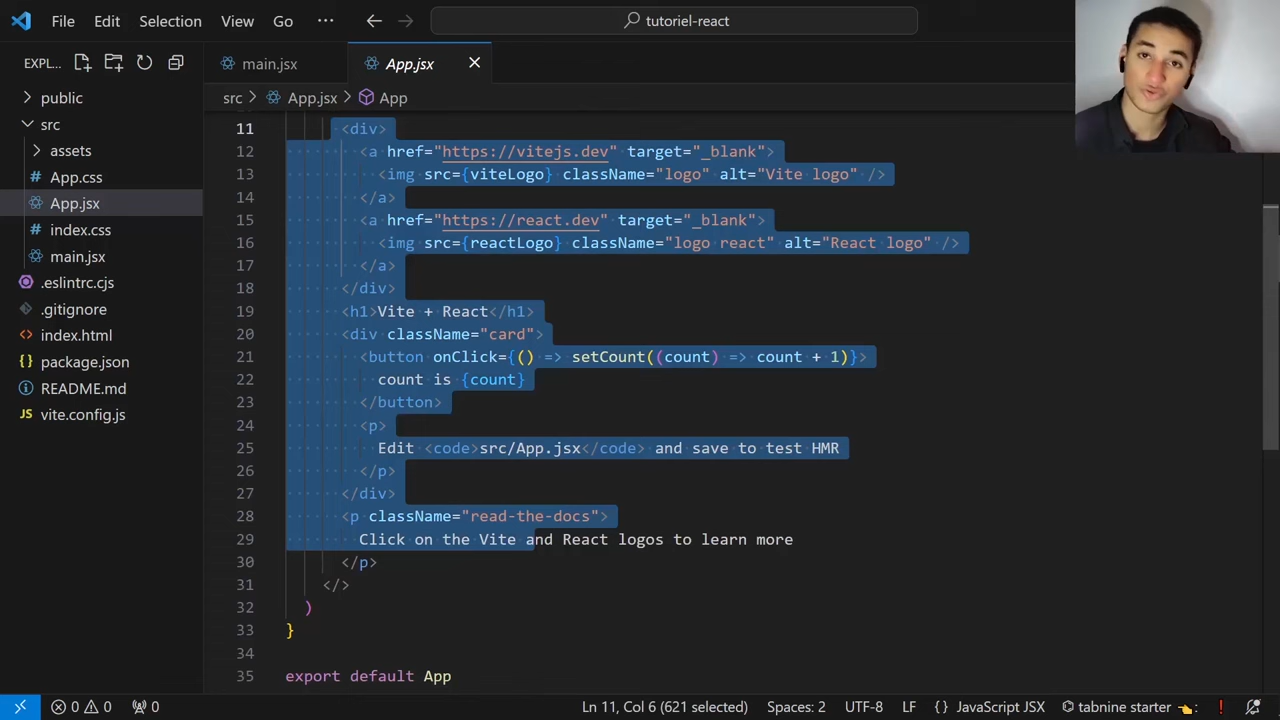 File Edit Selection View Go ··· tutoriel-react
EXPL...
main.jsx App.jsx
public
src > App.jsx > App
src
assets
App.css
App.jsx
index.css
main.jsx
.eslintrc.cjs
.gitignore
index.html
package.json
README.md
JS vite.config.js
11 <div>
12 <a href="https://vitejs.dev" target="_blank">
13 <img src={viteLogo} className="logo" alt="Vite logo" />
14 </a>
15 <a href="https://react.dev" target="_blank">
16 <img src={reactLogo} className="logo react" alt="React logo" />
17 </a>
18 </div>
19 <h1>Vite + React</h1>
20 <div className="card">
21 <button onClick={() => setCount((count) => count + 1)}>
22 count is {count}
23 </button>
24 <p>
25 Edit <code>src/App.jsx</code> and save to test HMR
26 </p>
27 </div>
28 <p className="read-the-docs">
29 Click on the Vite and React logos to learn more
30 </p>
31 </>
32 )
33 }
34
35 export default App
0 0 0 Ln 11, Col 6 (621 selected) Spaces: 2 UTF-8 LF {} JavaScript JSX tabnine starter